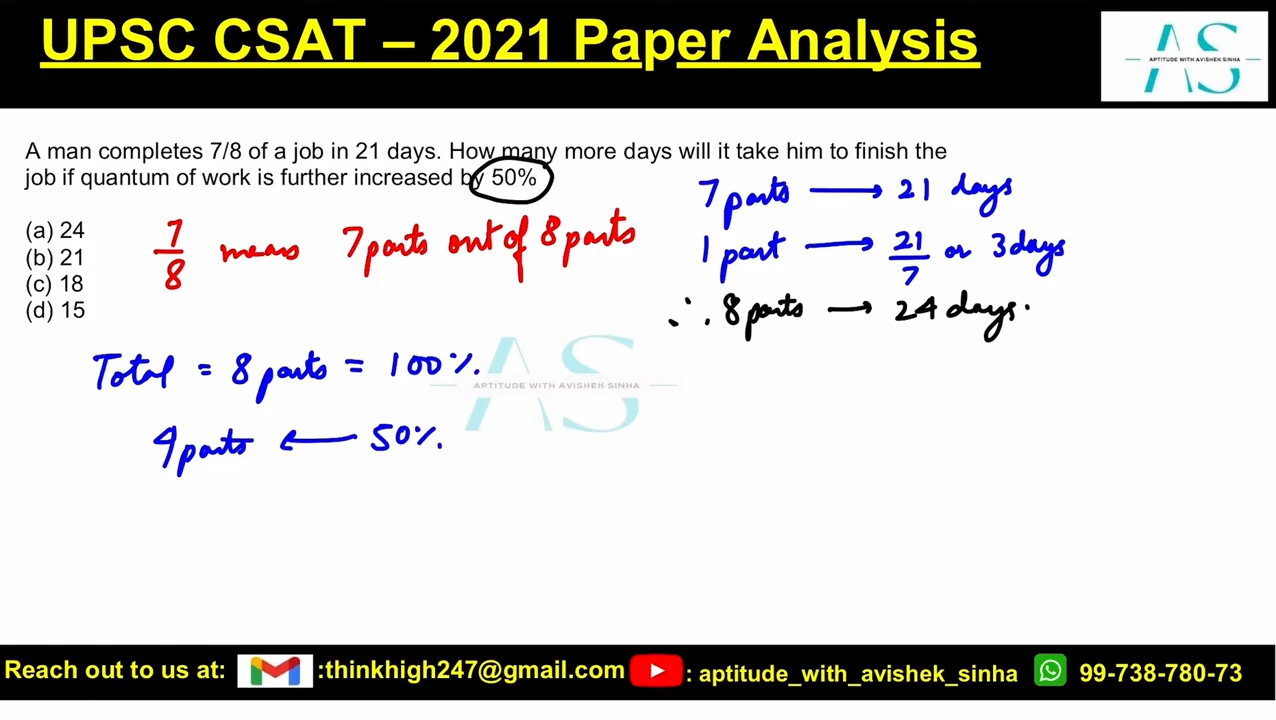 UPSC CSAT – 2021 Paper Analysis
AS
APTITUDE WITH AVISHEK SINHA
A man completes 7/8 of a job in 21 days. How many more days will it take him to finish the
job if quantum of work is further increased by 50%
(a) 24
(b) 21
(c) 18
(d) 15
7/8 means 7 parts out of 8 parts
7 parts → 21 days
1 part → 21/7 or 3 days
∴ 8 parts → 24 days.
Total = 8 parts = 100%.
4 parts ← 50%.
AS
APTITUDE WITH AVISHEK SINHA
Reach out to us at: :thinkhigh247@gmail.com : aptitude_with_avishek_sinha 99-738-780-73